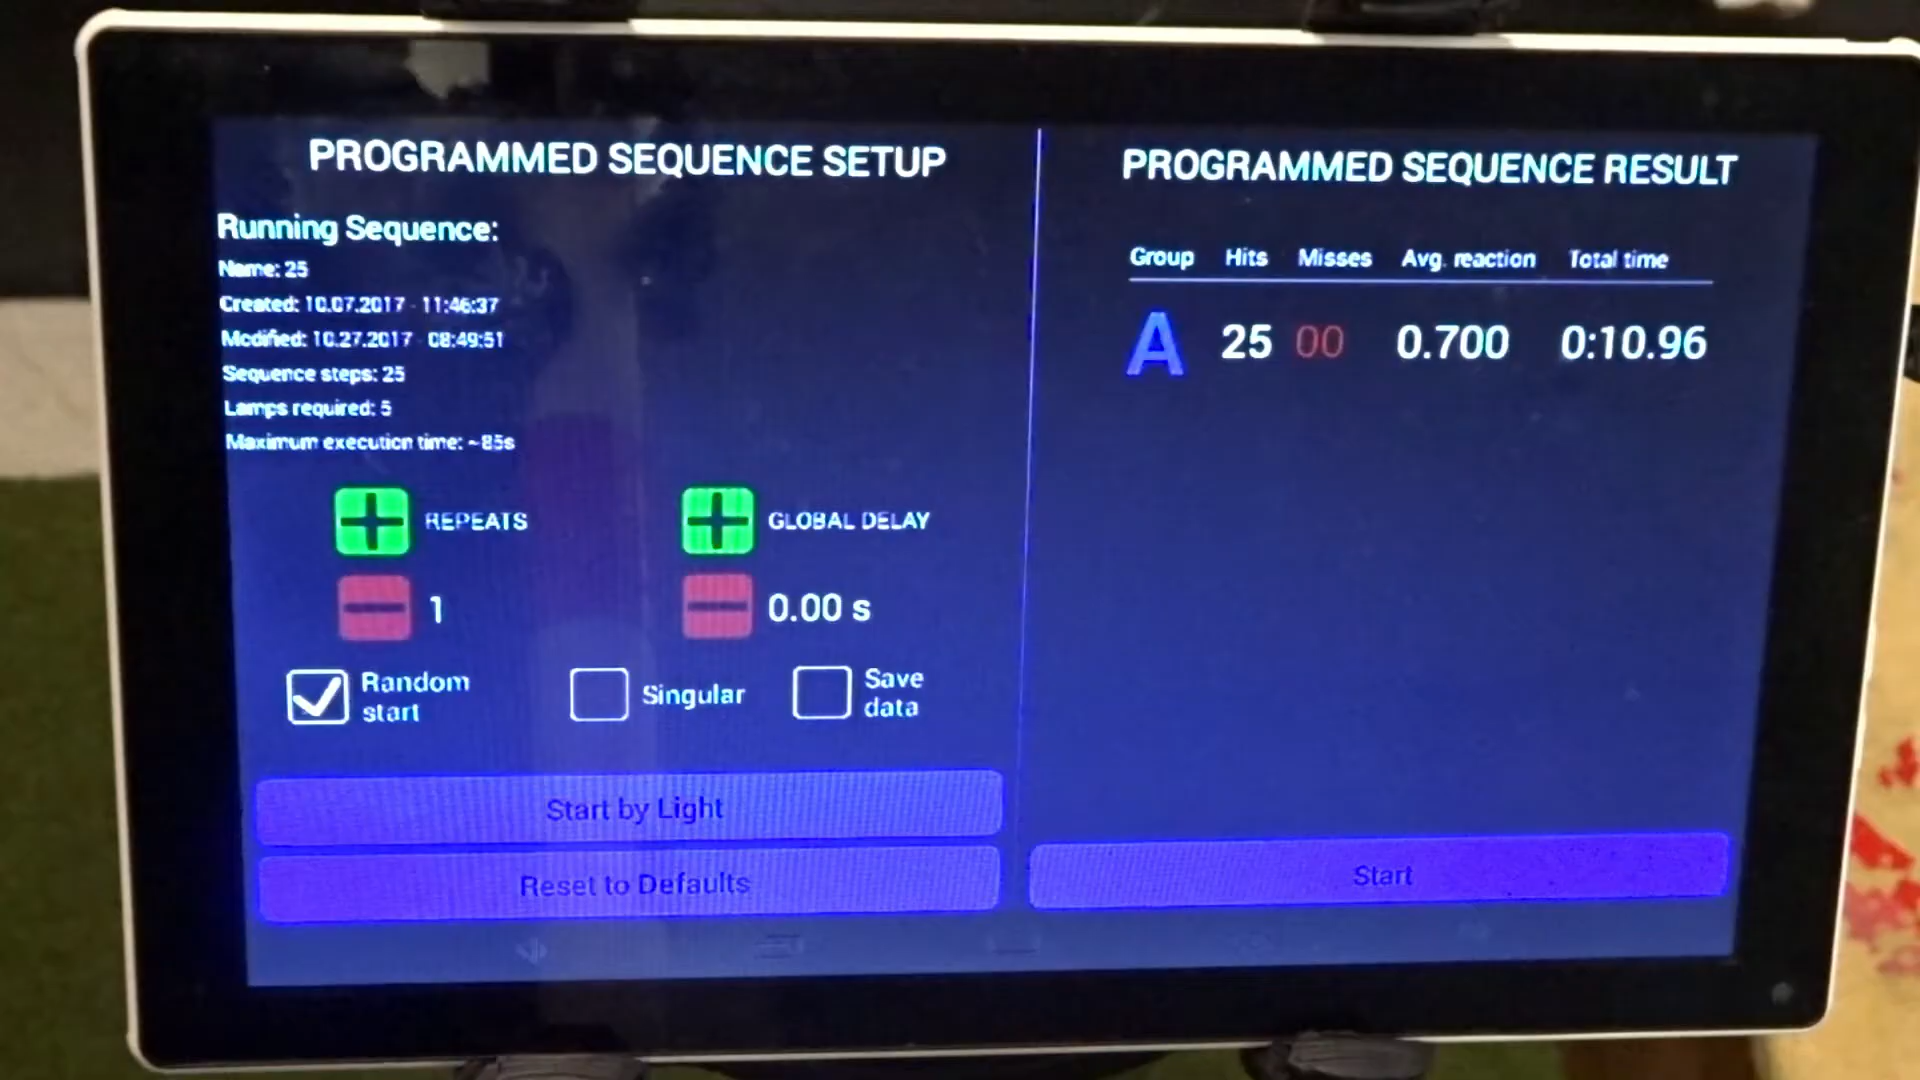 PROGRAMMED SEQUENCE SETUP
Running Sequence:
Name: 25
Created: 10.07.2017 - 11:46:37
Modified: 10.27.2017 - 08:49:51
Sequence steps: 25
Lamps required: 5
Maximum execution time: ~85s
REPEATS
1
GLOBAL DELAY
0.00 s
Random
start
Singular
Save
data
Start by Light
Reset to Defaults
PROGRAMMED SEQUENCE RESULT
Group Hits Misses Avg. reaction Total time
A 25 00 0.700 0:10.96
Start